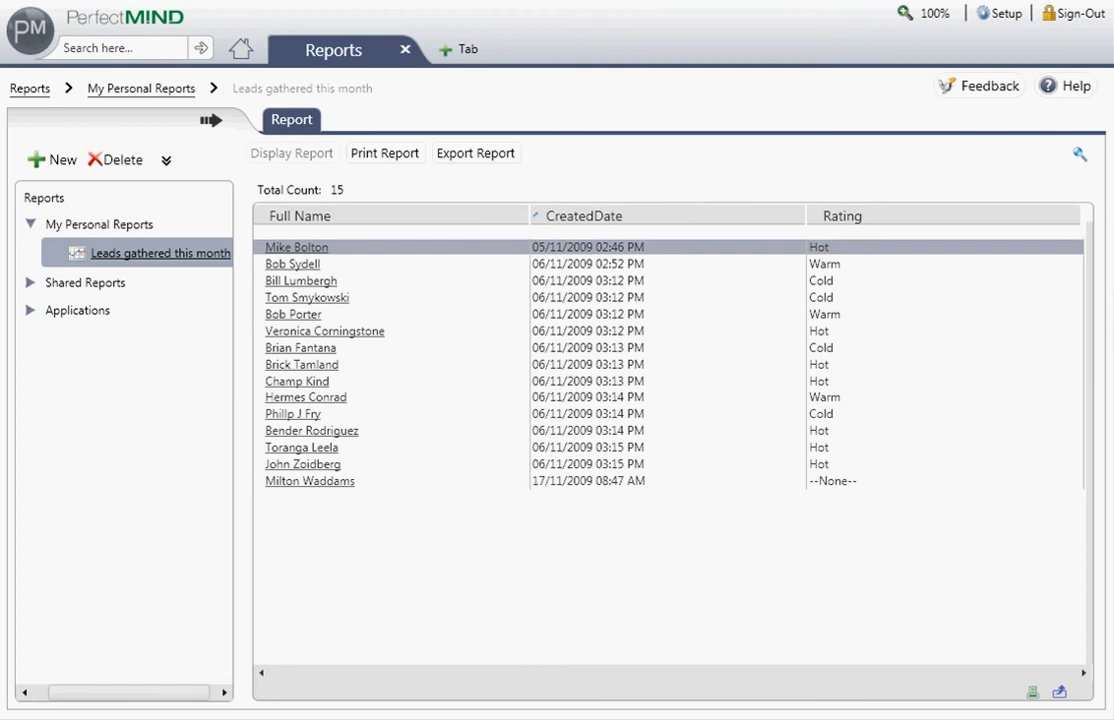 PM PerfectMIND
100% Setup Sign-Out
Search here... Reports Tab
Reports My Personal Reports Leads gathered this month
Feedback Help
Report
New Delete
Display Report Print Report Export Report
Reports
My Personal Reports
Leads gathered this month
Shared Reports
Applications
Total Count: 15
Full Name CreatedDate Rating
Mike Bolton 05/11/2009 02:46 PM Hot
Bob Sydell 06/11/2009 02:52 PM Warm
Bill Lumbergh 06/11/2009 03:12 PM Cold
Tom Smykowski 06/11/2009 03:12 PM Cold
Bob Porter 06/11/2009 03:12 PM Warm
Veronica Corningstone 06/11/2009 03:12 PM Hot
Brian Fantana 06/11/2009 03:13 PM Cold
Brick Tamland 06/11/2009 03:13 PM Hot
Champ Kind 06/11/2009 03:13 PM Hot
Hermes Conrad 06/11/2009 03:14 PM Warm
Phillp J Fry 06/11/2009 03:14 PM Cold
Bender Rodriguez 06/11/2009 03:14 PM Hot
Toranga Leela 06/11/2009 03:15 PM Hot
John Zoidberg 06/11/2009 03:15 PM Hot
Milton Waddams 17/11/2009 08:47 AM --None--